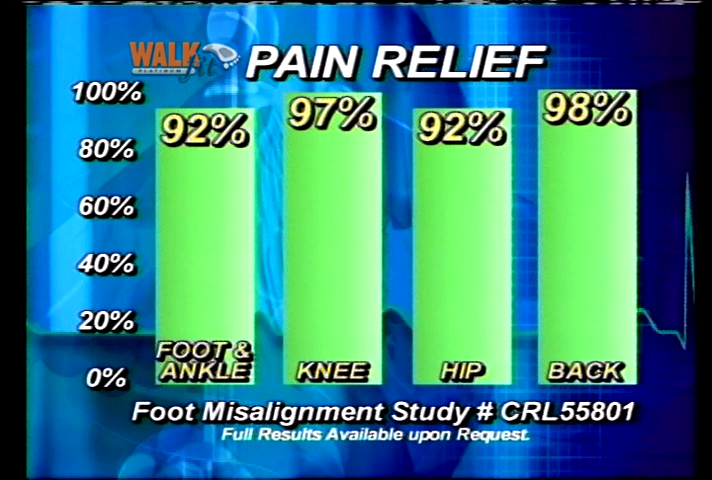 WALK
fit
PLATINUM
PAIN RELIEF
100%
80%
60%
40%
20%
0%
92%
97%
92%
98%
FOOT &
ANKLE
KNEE
HIP
BACK
Foot Misalignment Study # CRL55801
Full Results Available upon Request.